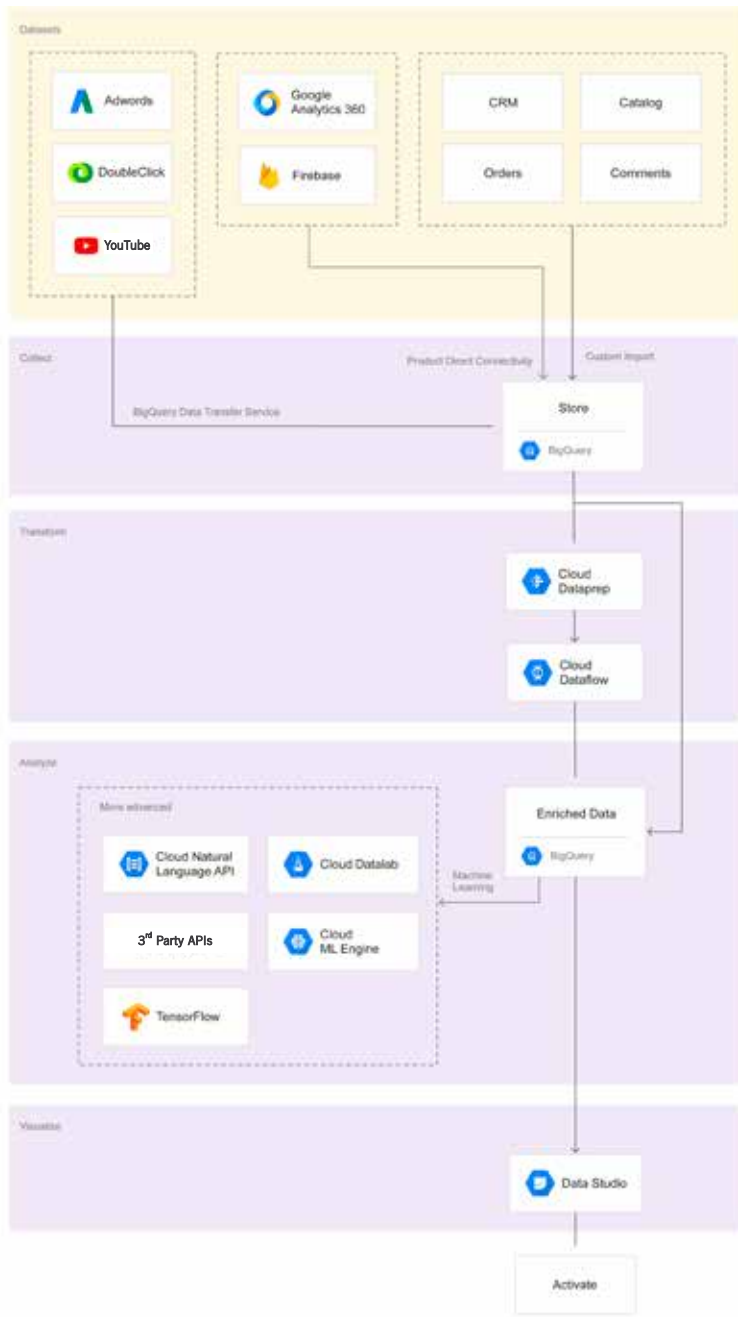 Datasets
Adwords
DoubleClick
YouTube
Google
Analytics 360
Firebase
CRM
Catalog
Orders
Comments
Collect
Product Direct Connectivity
Custom Import
BigQuery Data Transfer Service
Store
BigQuery
Transform
Cloud
Dataprep
Cloud
Dataflow
Analyze
More advanced
Cloud Natural
Language API
Cloud Datalab
3rd Party APIs
Cloud
ML Engine
TensorFlow
Enriched Data
BigQuery
Machine
Learning
Visualize
Data Studio
Activate